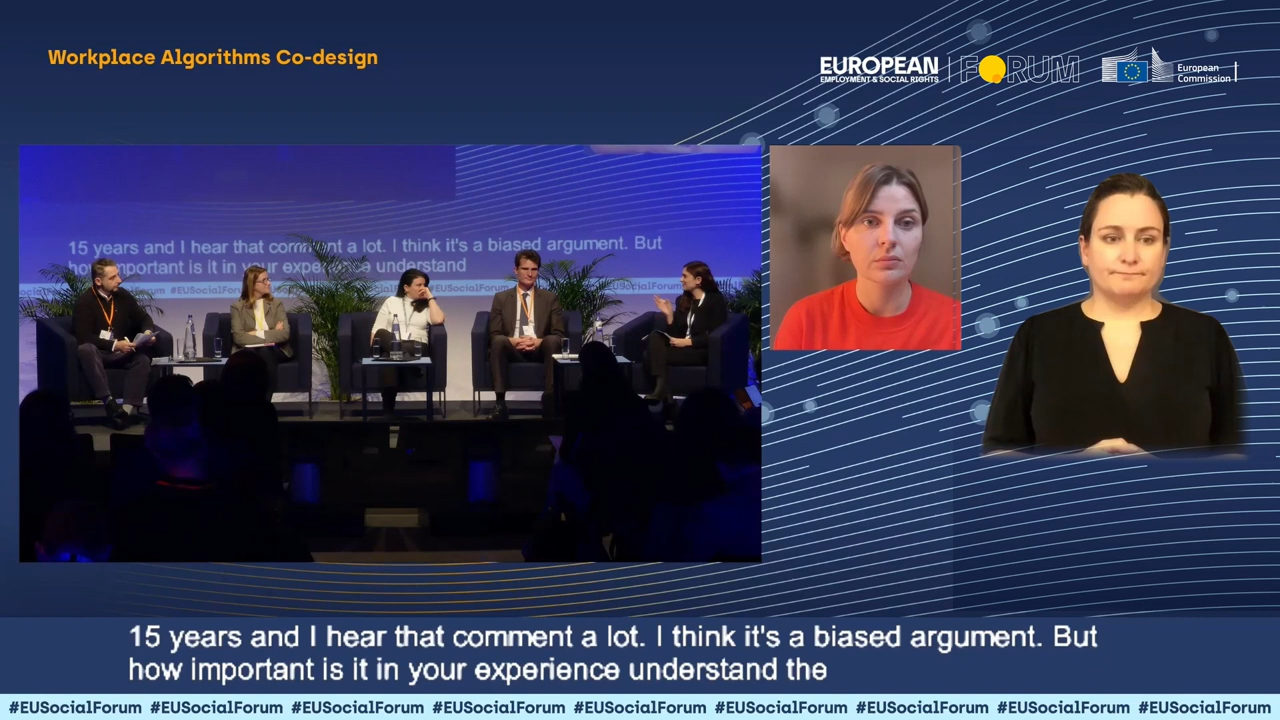 Workplace Algorithms Co-design
EUROPEAN
EMPLOYMENT & SOCIAL RIGHTS
FORUM
European
Commission
15 years and I hear that comment a lot. I think it's a biased argument. But
how important is it in your experience understand
#EUSocialForum #EUSocialForum
15 years and I hear that comment a lot. I think it's a biased argument. But
how important is it in your experience understand the
#EUSocialForum #EUSocialForum #EUSocialForum #EUSocialForum #EUSocialForum #EUSocialForum #EUSocialForum #EUSocialForum #EUSocialForum